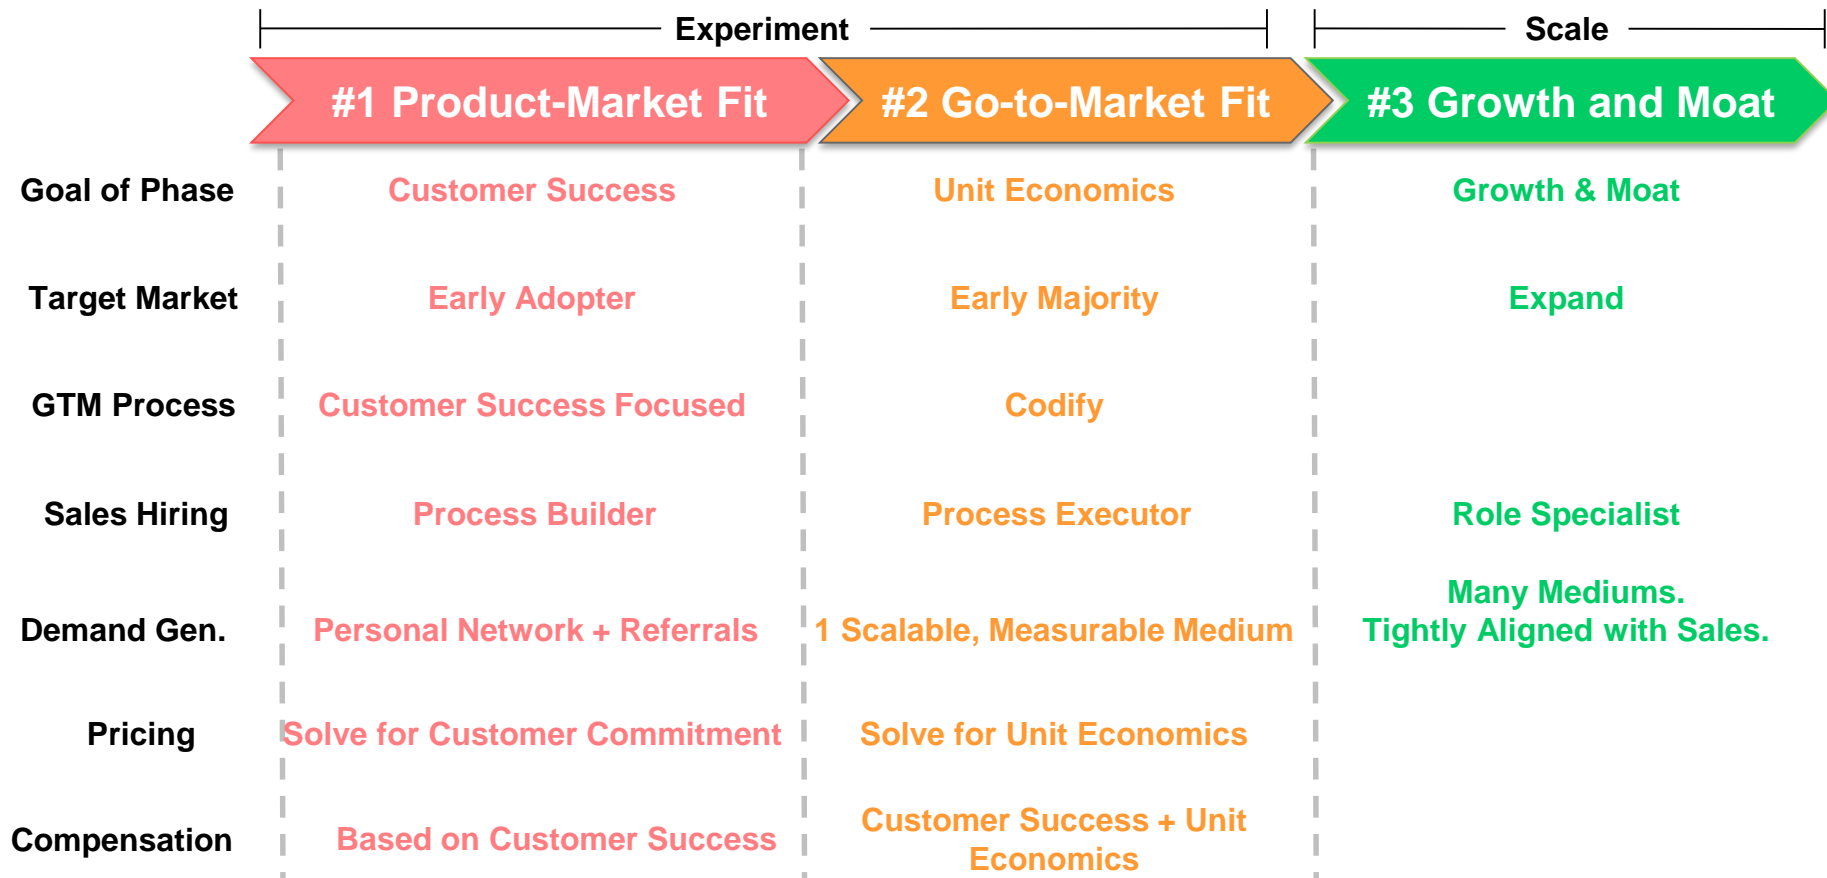 Experiment
Scale
#1 Product-Market Fit
#2 Go-to-Market Fit
#3 Growth and Moat
Goal of Phase
Customer Success
Unit Economics
Growth & Moat
Target Market
Early Adopter
Early Majority
Expand
GTM Process
Customer Success Focused
Codify
Sales Hiring
Process Builder
Process Executor
Role Specialist
Demand Gen.
Personal Network + Referrals
1 Scalable, Measurable Medium
Many Mediums.
Tightly Aligned with Sales.
Pricing
Solve for Customer Commitment
Solve for Unit Economics
Compensation
Based on Customer Success
Customer Success + Unit
Economics